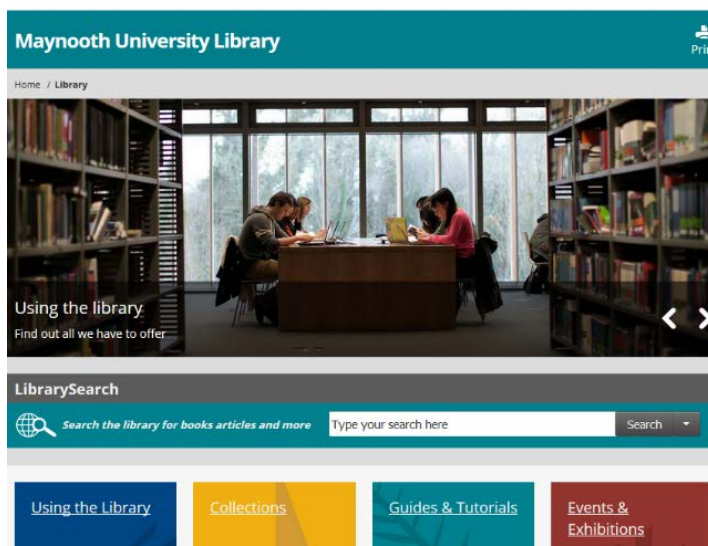 Maynooth University Library
Home / Library
Using the library
Find out all we have to offer
LibrarySearch
Search the library for books articles and more
Type your search here
Search
Using the Library
Collections
Guides & Tutorials
Events &
Exhibitions